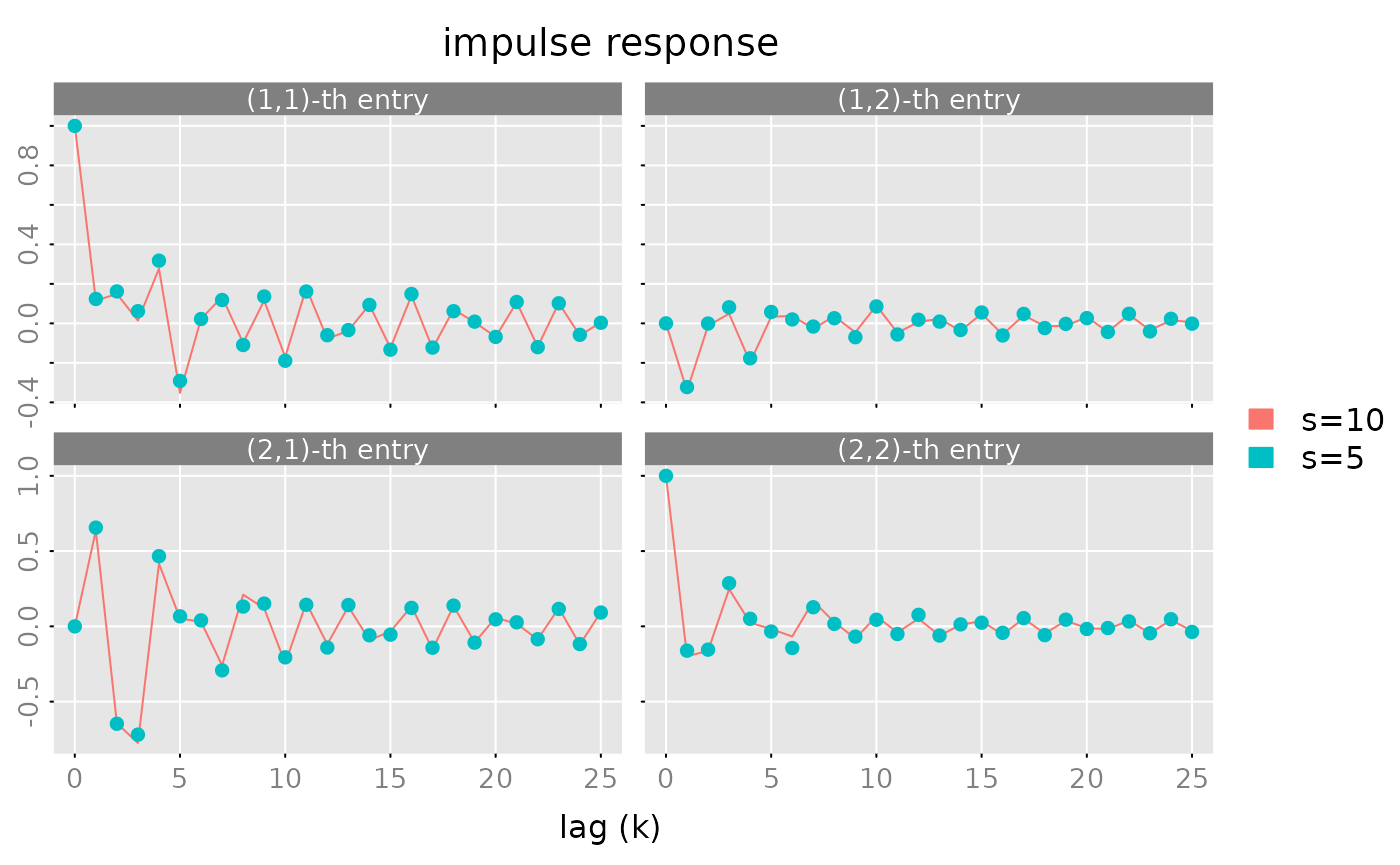 impulse response
(1,1)-th entry
(1,2)-th entry
0.8
0.4
0.0
-0.4
(2,1)-th entry
(2,2)-th entry
1.0
0.5
0.0
-0.5
0 5 10 15 20 25
0 5 10 15 20 25
lag (k)
s=10
s=5